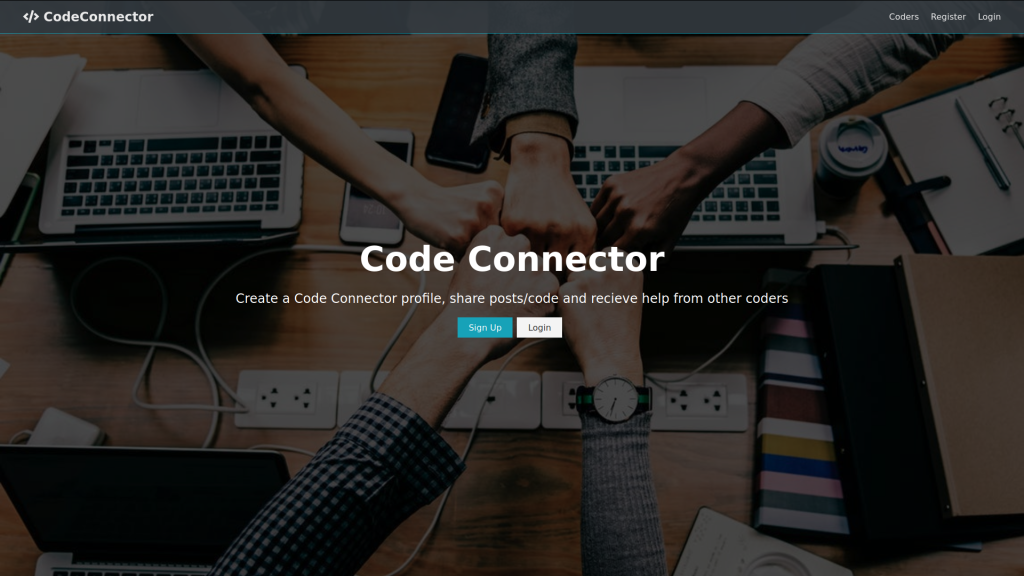 CodeConnector
Coders Register Login
Code Connector
Create a Code Connector profile, share posts/code and recieve help from other coders
Sign Up Login